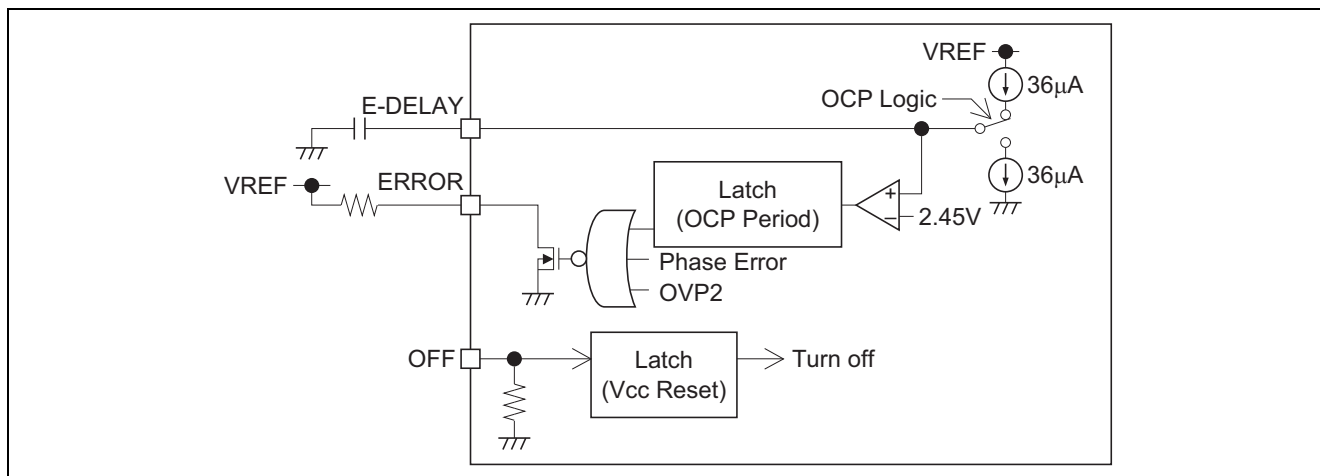 VREF
36μA
OCP Logic
E-DELAY
36μA
VREF
ERROR
Latch
(OCP Period)
+
−
2.45V
Phase Error
OVP2
OFF
Latch
(Vcc Reset)
Turn off